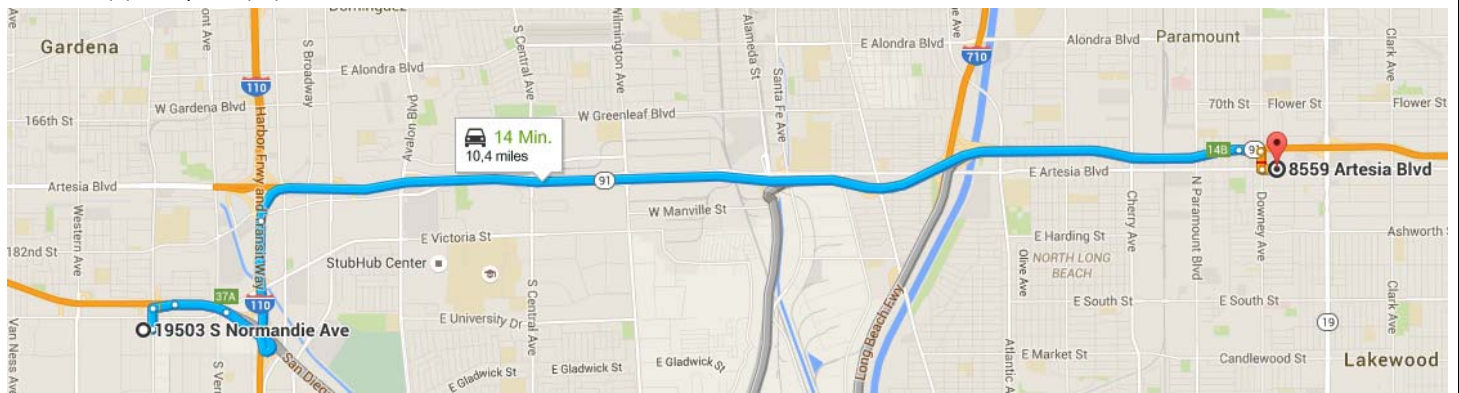 Gardena
S Broadway
S Central Ave
Wilmington Ave
Alameda St
Santa Fe Ave
710
E Alondra Blvd
Alondra Blvd
Paramount
Clark Ave
110
E Alondra Blvd
W Gardena Blvd
166th St
Avalon Blvd
W Greenleaf Blvd
70th St
Flower St
Flower St
14 Min.
10,4 miles
Harbor Frwy and Transit Way
91
14B
91
8559 Artesia Blvd
Artesia Blvd
E Artesia Blvd
Western Ave
W Manville St
Cherry Ave
N Paramount Blvd
Downey Ave
182nd St
E Victoria St
StubHub Center
E Harding St
NORTH LONG
BEACH
Olive Ave
Ashworth
37A
110
19503 S Normandie Ave
S Central Ave
E University Dr
Long Beach Fwy
E South St
E South St
19
Clark Ave
Van Ness Ave
San Dieg
E Gladwick St
E Gladwick St
E Gladwick St
Atlantic A
E Market St
Candlewood St
Lakewood